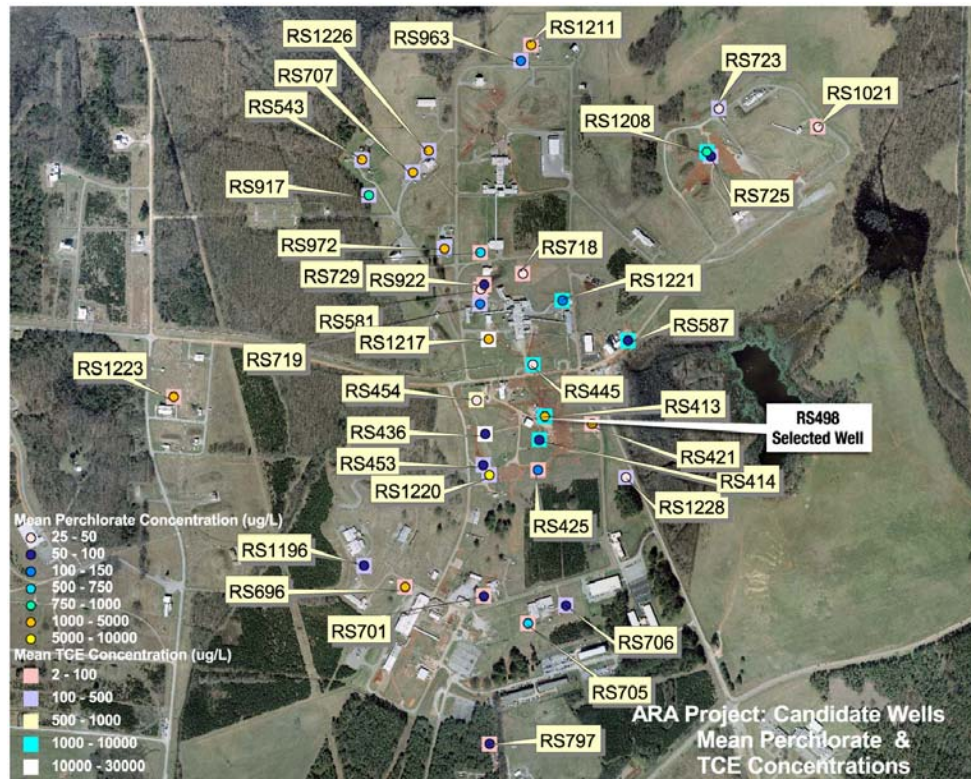 RS1211
RS963
RS1226
RS707
RS723
RS543
RS1021
RS1208
RS917
RS725
RS972
RS718
RS729
RS922
RS1221
RS581
RS587
RS1217
RS719
RS1223
RS454
RS445
RS413
RS498
Selected Well
RS436
RS421
RS453
RS414
RS1220
RS1228
RS425
Mean Perchlorate Concentration (ug/L)
25 - 50
50 - 100
100 - 150
500 - 750
750 - 1000
1000 - 5000
5000 - 10000
Mean TCE Concentration (ug/L)
2 - 100
100 - 500
500 - 1000
1000 - 10000
10000 - 30000
RS1196
RS696
RS701
RS706
RS705
RS797
ARA Project: Candidate Wells
Mean Perchlorate &
TCE Concentrations